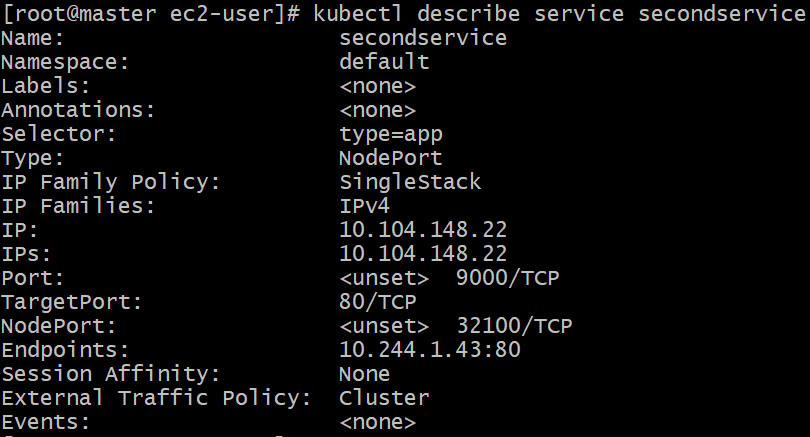 [root@master ec2-user]# kubectl describe service secondservice
Name: secondservice
Namespace: default
Labels: <none>
Annotations: <none>
Selector: type=app
Type: NodePort
IP Family Policy: SingleStack
IP Families: IPv4
IP: 10.104.148.22
IPs: 10.104.148.22
Port: <unset> 9000/TCP
TargetPort: 80/TCP
NodePort: <unset> 32100/TCP
Endpoints: 10.244.1.43:80
Session Affinity: None
External Traffic Policy: Cluster
Events: <none>